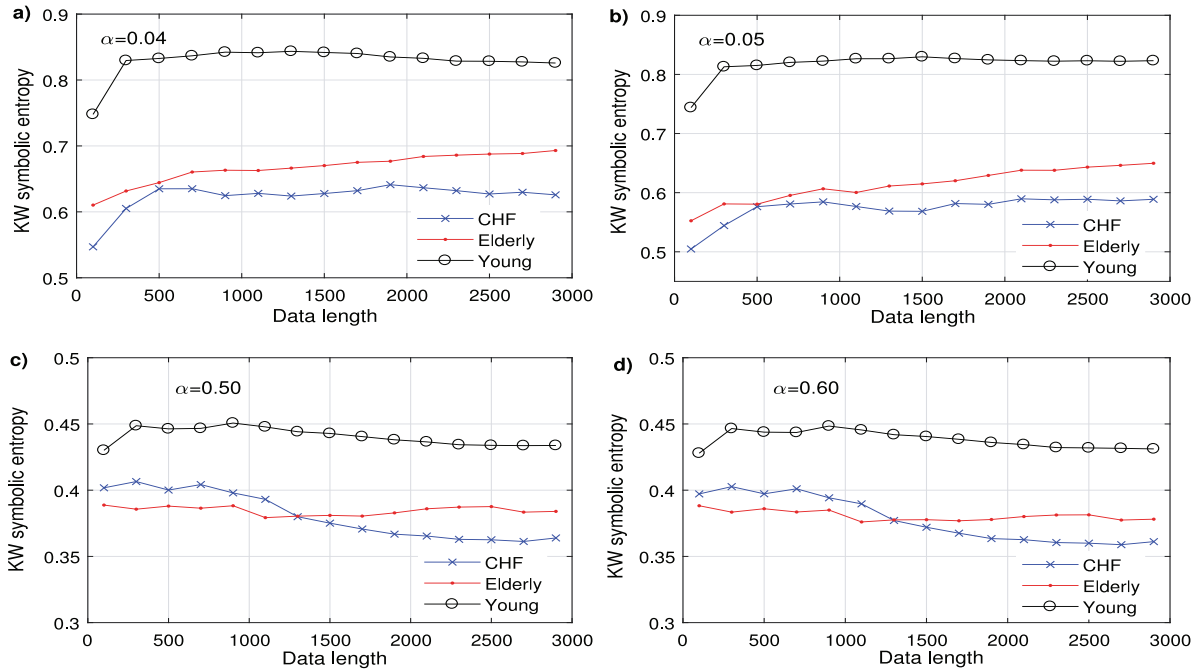 a)
α=0.04
KW symbolic entropy
0.9
0.8
0.7
0.6
0.5
0 500 1000 1500 2000 2500 3000
Data length
CHF
Elderly
Young
b)
α=0.05
KW symbolic entropy
0.9
0.8
0.7
0.6
0.5
0 500 1000 1500 2000 2500 3000
Data length
CHF
Elderly
Young
c)
α=0.50
KW symbolic entropy
0.5
0.45
0.4
0.35
0.3
0 500 1000 1500 2000 2500 3000
Data length
CHF
Elderly
Young
d)
α=0.60
KW symbolic entropy
0.5
0.45
0.4
0.35
0.3
0 500 1000 1500 2000 2500 3000
Data length
CHF
Elderly
Young